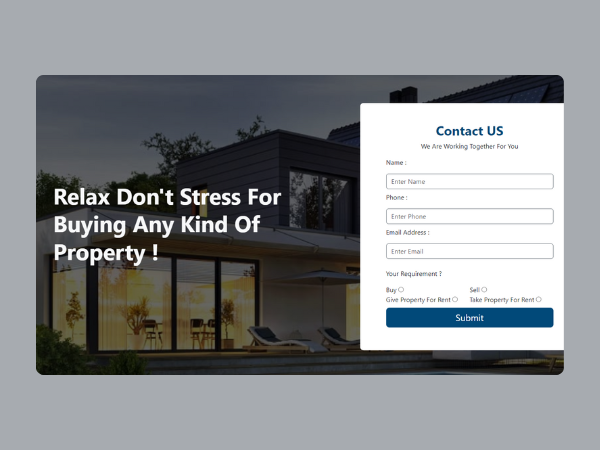 Relax Don't Stress For
Buying Any Kind Of
Property !
Contact US
We Are Working Together For You
Name :
Enter Name
Phone :
Enter Phone
Email Address :
Enter Email
Your Requirement ?
Buy
Sell
Give Property For Rent
Take Property For Rent
Submit